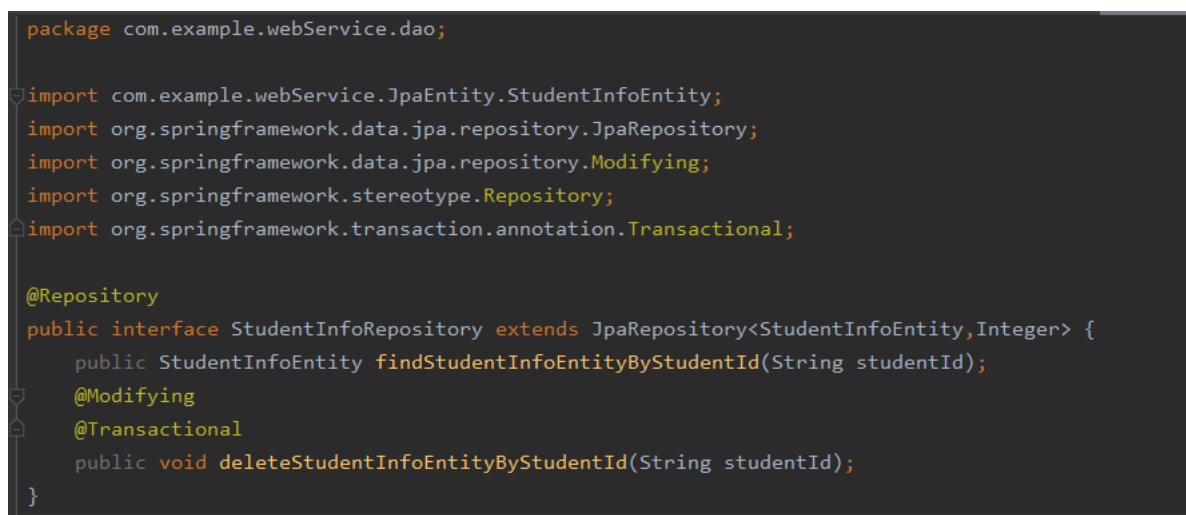 package com.example.webService.dao;
import com.example.webService.JpaEntity.StudentInfoEntity;
import org.springframework.data.jpa.repository.JpaRepository;
import org.springframework.data.jpa.repository.Modifying;
import org.springframework.stereotype.Repository;
import org.springframework.transaction.annotation.Transactional;
@Repository
public interface StudentInfoRepository extends JpaRepository<StudentInfoEntity,Integer> {
    public StudentInfoEntity findStudentInfoEntityByStudentId(String studentId);
    @Modifying
    @Transactional
    public void deleteStudentInfoEntityByStudentId(String studentId);
}